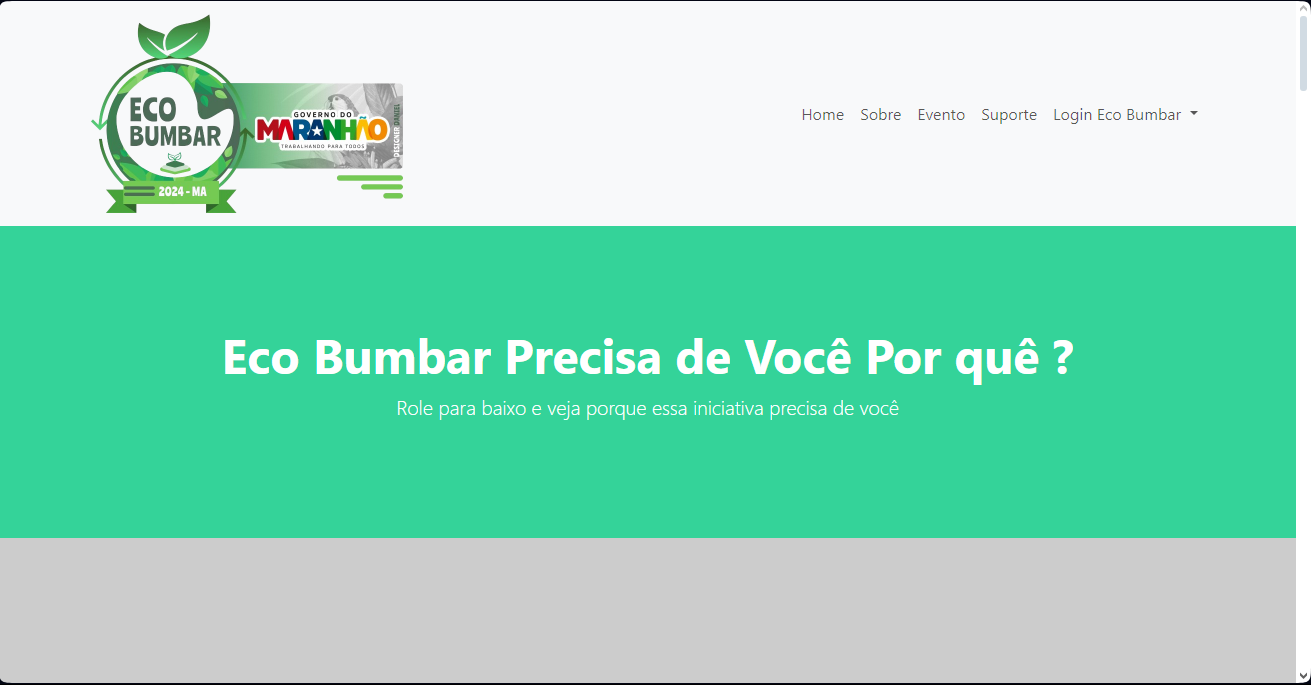 ECO
BUMBAR
2024 - MA
GOVERNO DO
MARANHÃO
TRABALHANDO PARA TODOS
DESIGNER DANIEL
Home Sobre Evento Suporte Login Eco Bumbar
Eco Bumbar Precisa de Você Por quê ?
Role para baixo e veja porque essa iniciativa precisa de você